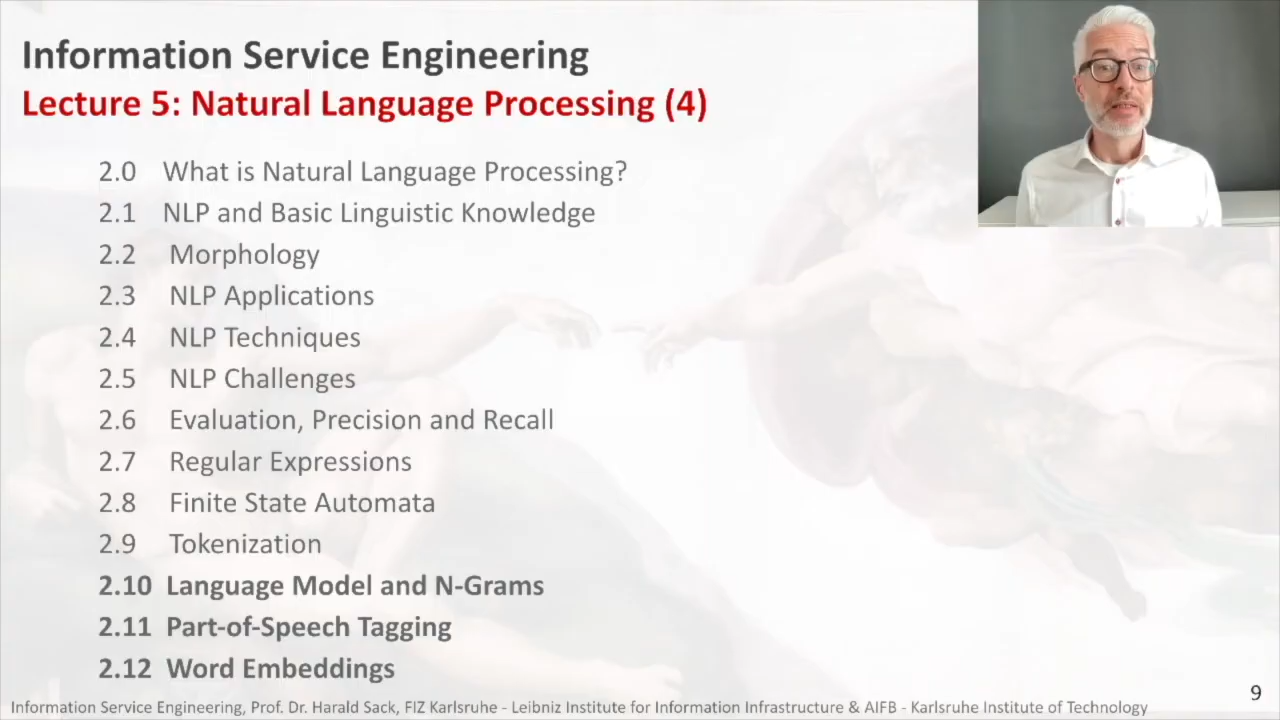 Information Service Engineering
Lecture 5: Natural Language Processing (4)
2.0 What is Natural Language Processing?
2.1 NLP and Basic Linguistic Knowledge
2.2 Morphology
2.3 NLP Applications
2.4 NLP Techniques
2.5 NLP Challenges
2.6 Evaluation, Precision and Recall
2.7 Regular Expressions
2.8 Finite State Automata
2.9 Tokenization
2.10 Language Model and N-Grams
2.11 Part-of-Speech Tagging
2.12 Word Embeddings
9
Information Service Engineering, Prof. Dr. Harald Sack, FIZ Karlsruhe - Leibniz Institute for Information Infrastructure & AIFB - Karlsruhe Institute of Technology